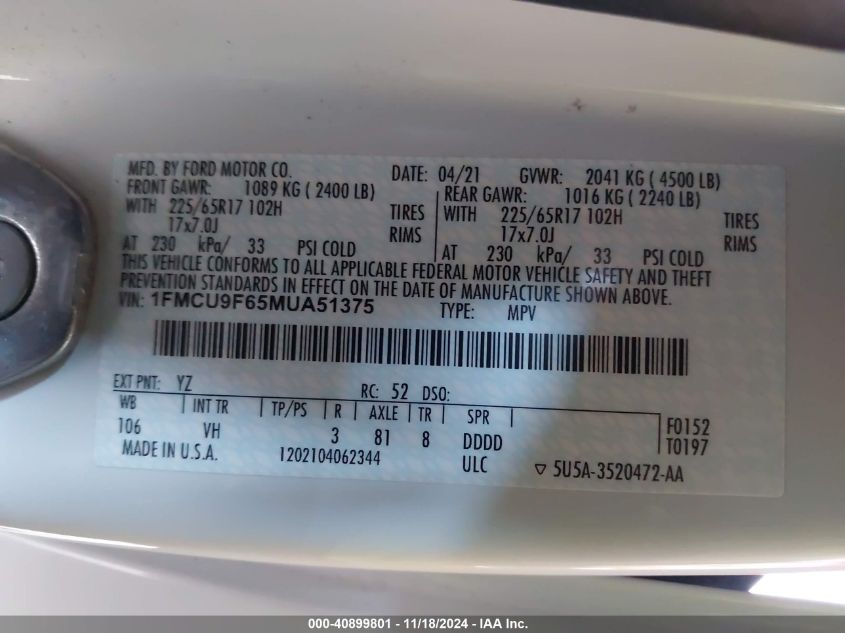 MFD. BY FORD MOTOR CO. DATE: 04/21 GVWR: 2041 KG ( 4500 LB)
FRONT GAWR: 1089 KG ( 2400 LB) REAR GAWR: 1016 KG ( 2240 LB)
WITH 225/65R17 102H TIRES WITH 225/65R17 102H TIRES
17x7.0J RIMS 17x7.0J RIMS
AT 230 kPa/ 33 PSI COLD AT 230 kPa/ 33 PSI COLD
THIS VEHICLE CONFORMS TO ALL APPLICABLE FEDERAL MOTOR VEHICLE SAFETY AND THEFT
PREVENTION STANDARDS IN EFFECT ON THE DATE OF MANUFACTURE SHOWN ABOVE.
VIN: 1FMCU9F65MUA51375 TYPE: MPV
EXT PNT: YZ RC: 52 DSO:
WB INT TR TP/PS R AXLE TR SPR F0152
106 VH 3 81 8 DDDD T0197
MADE IN U.S.A. 1202104062344 ULC ▽ 5U5A-3520472-AA
000-40899801 - 11/18/2024 - IAA Inc.